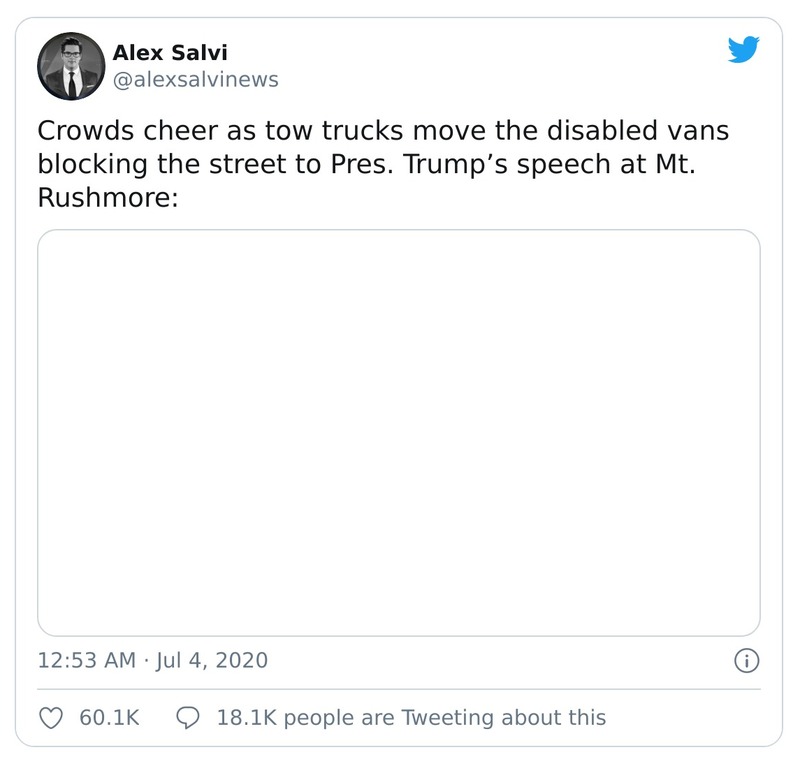 Alex Salvi
@alexsalvinews
Crowds cheer as tow trucks move the disabled vans
blocking the street to Pres. Trump’s speech at Mt.
Rushmore:
12:53 AM · Jul 4, 2020
60.1K
18.1K people are Tweeting about this